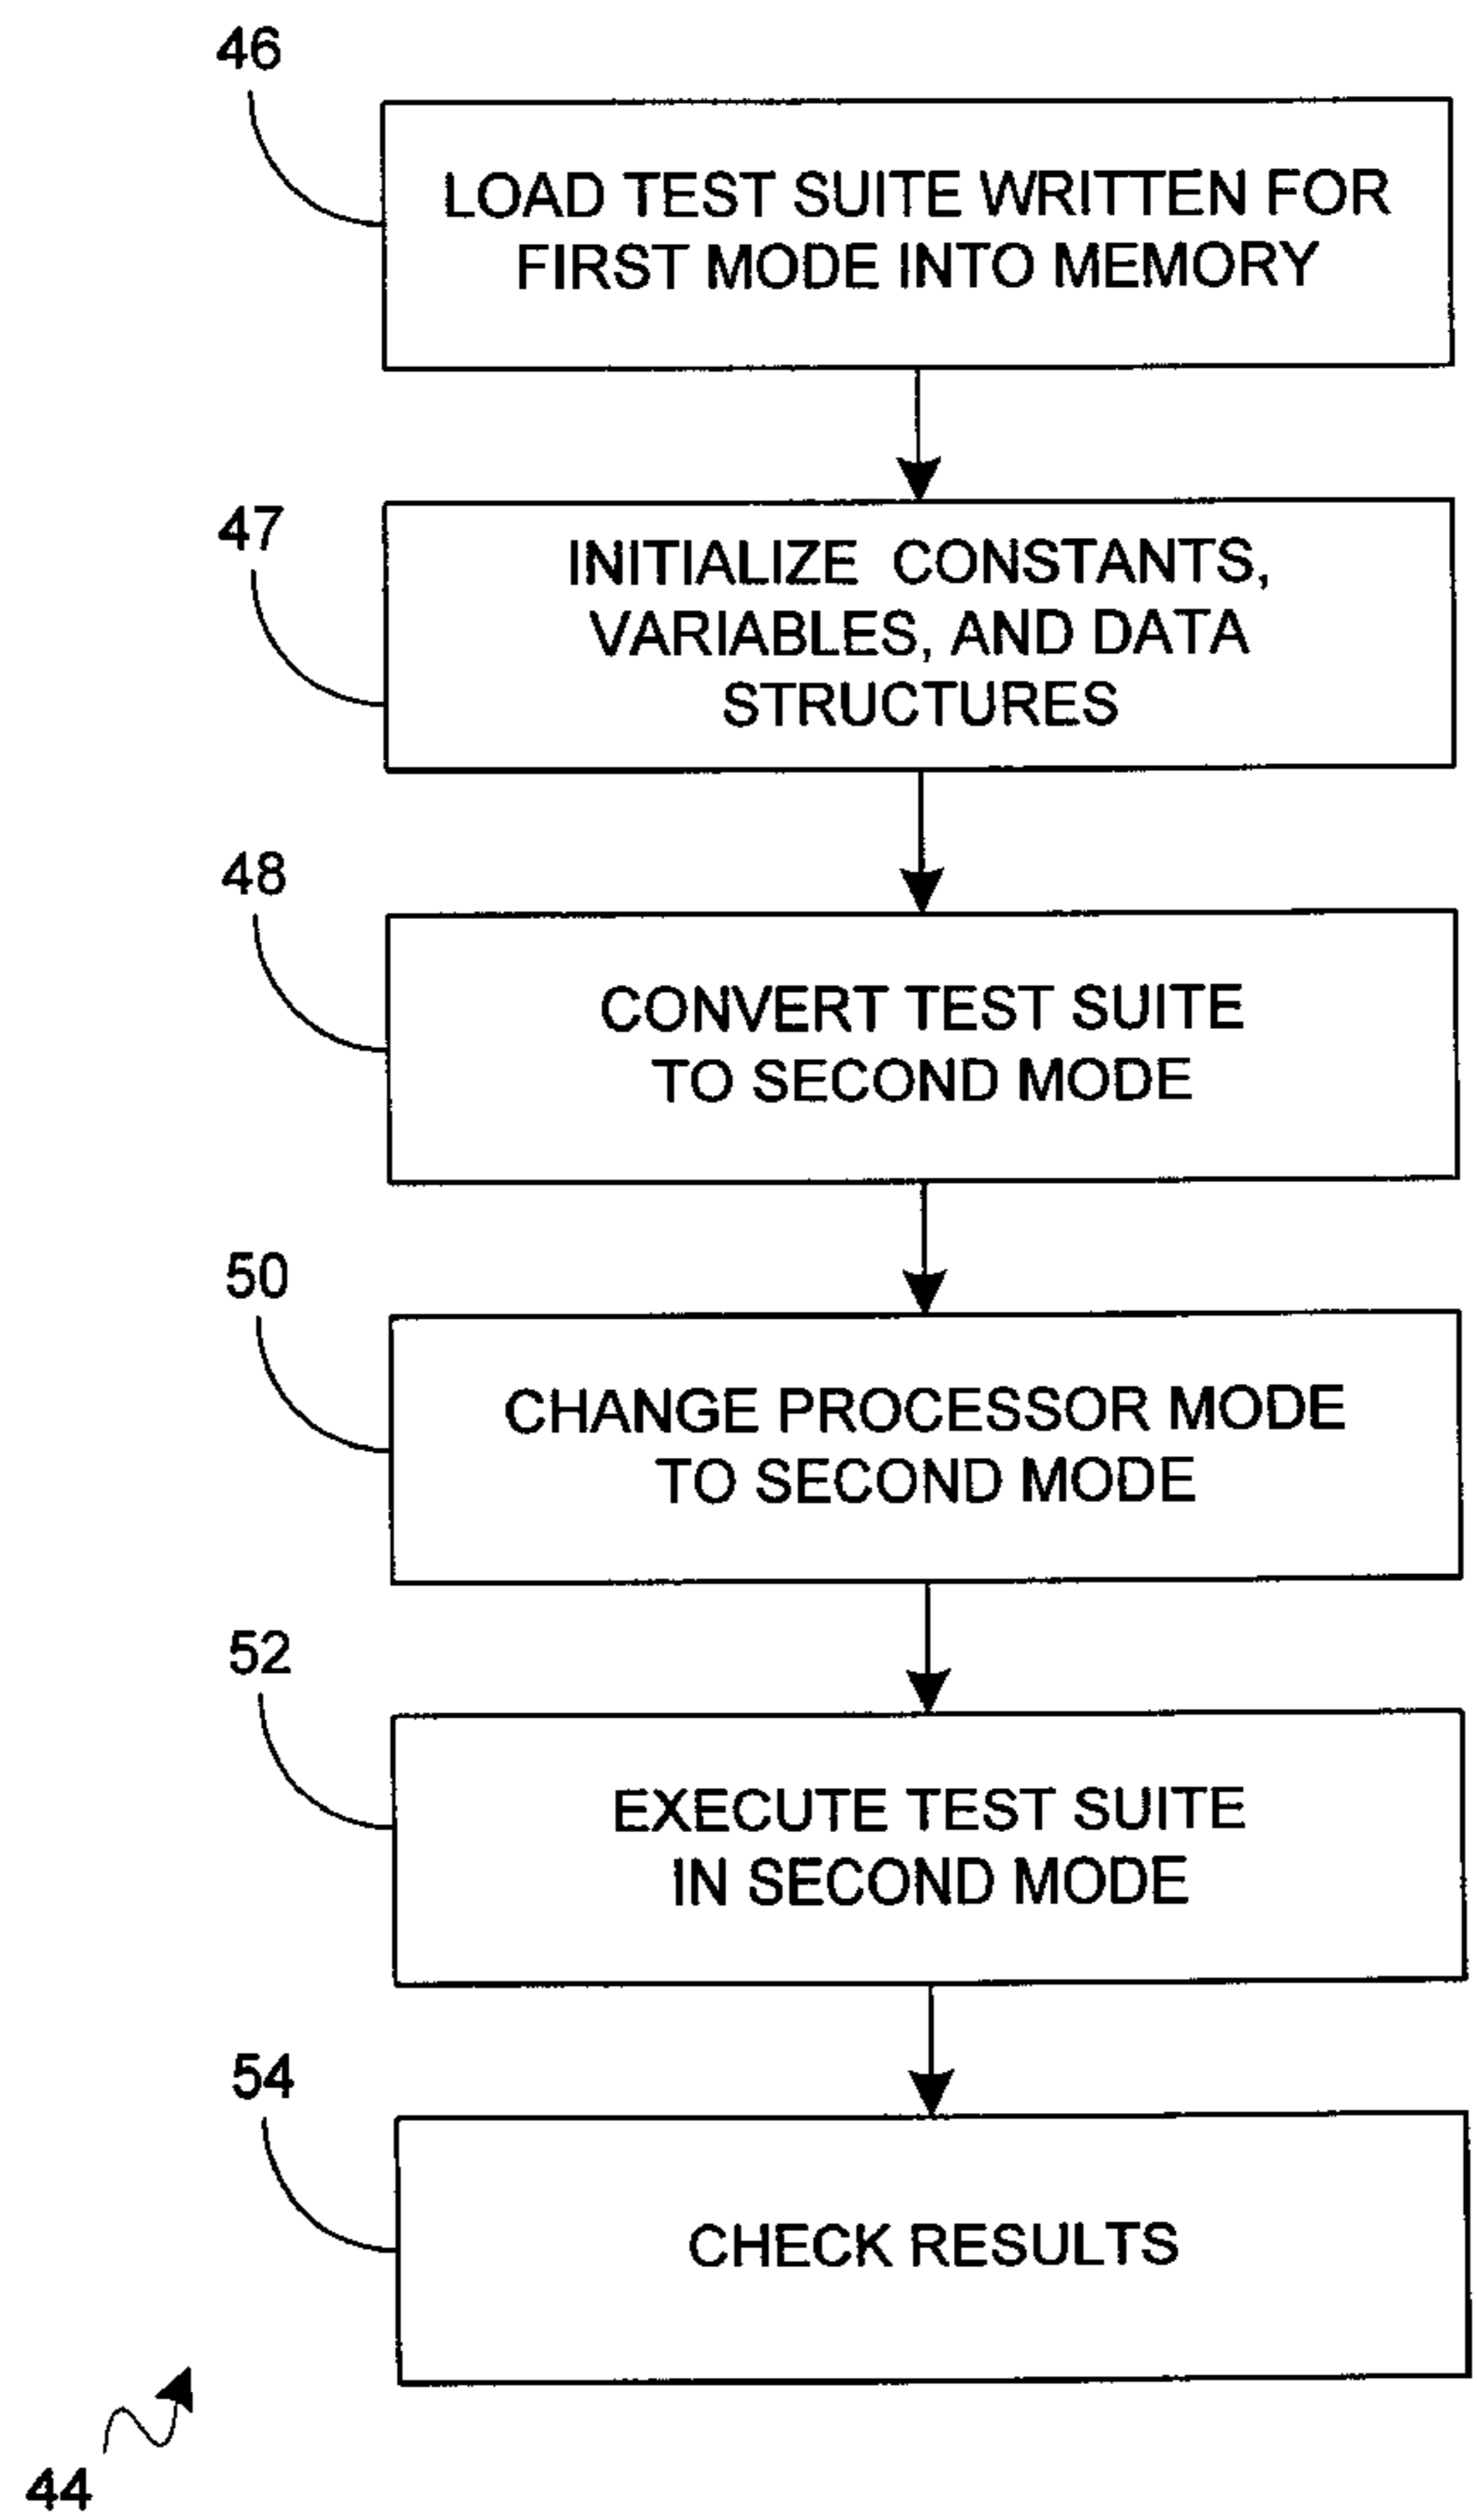 46
LOAD TEST SUITE WRITTEN FOR
FIRST MODE INTO MEMORY
47
INITIALIZE CONSTANTS,
VARIABLES, AND DATA
STRUCTURES
48
CONVERT TEST SUITE
TO SECOND MODE
50
CHANGE PROCESSOR MODE
TO SECOND MODE
52
EXECUTE TEST SUITE
IN SECOND MODE
54
CHECK RESULTS
44